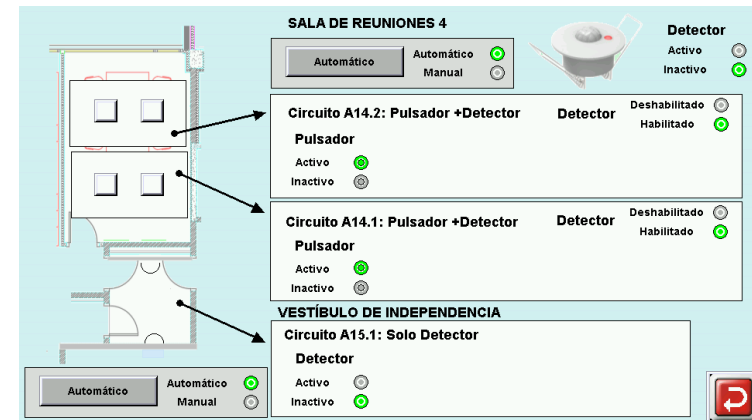 SALA DE REUNIONES 4
Automático
Automático
Manual
Detector
Activo
Inactivo
Circuito A14.2: Pulsador +Detector
Detector
Deshabilitado
Habilitado
Pulsador
Activo
Inactivo
Circuito A14.1: Pulsador +Detector
Detector
Deshabilitado
Habilitado
Pulsador
Activo
Inactivo
VESTÍBULO DE INDEPENDENCIA
Circuito A15.1: Solo Detector
Detector
Activo
Inactivo
Automático
Automático
Manual